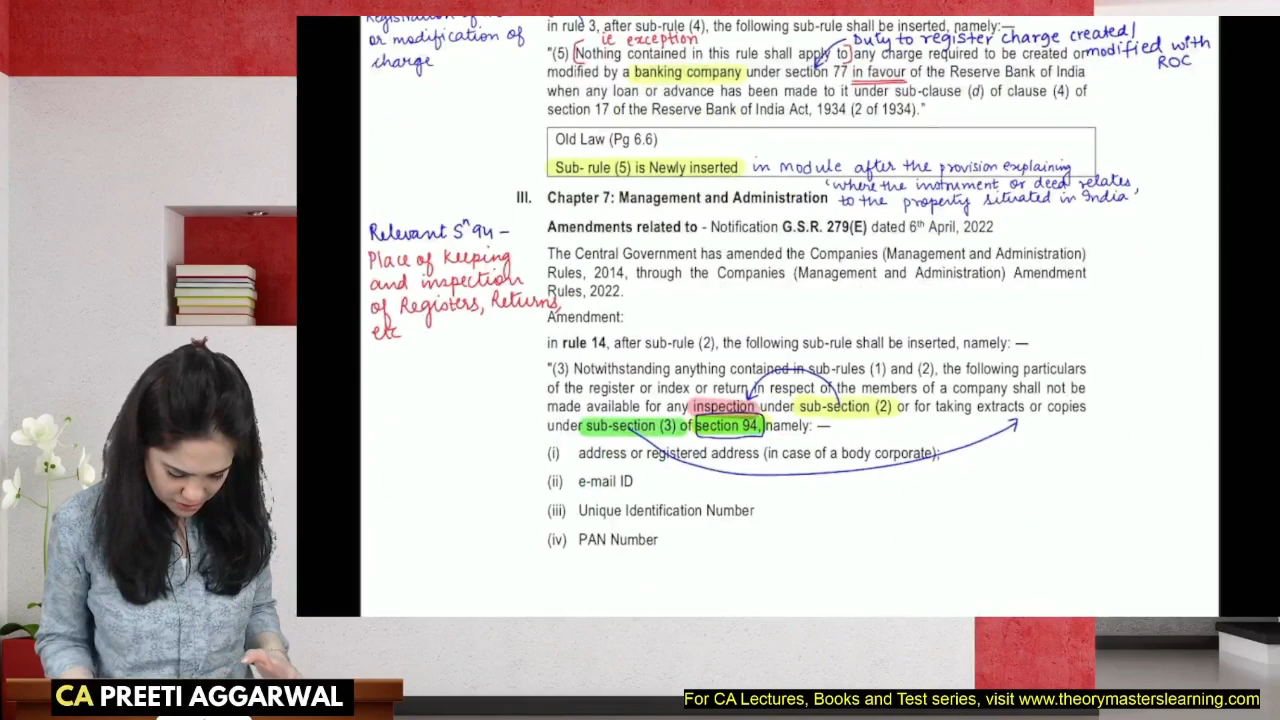 or modification of
charge
in rule 3, after sub-rule (4), the following sub-rule shall be inserted, namely:—
ie exception
Duty to register charge created/
modified with
ROC
"(5) Nothing contained in this rule shall apply to any charge required to be created or
modified by a banking company under section 77 in favour of the Reserve Bank of India
when any loan or advance has been made to it under sub-clause (d) of clause (4) of
section 17 of the Reserve Bank of India Act, 1934 (2 of 1934)."
Old Law (Pg 6.6)
Sub- rule (5) is Newly inserted in module after the provision explaining
'where the instrument or deed relates,
to the property situated in India'
III. Chapter 7: Management and Administration
Relevant Sⁿ 94 –
Place of keeping
and inspection
of Registers, Returns,
etc
Amendments related to - Notification G.S.R. 279(E) dated 6th April, 2022
The Central Government has amended the Companies (Management and Administration)
Rules, 2014, through the Companies (Management and Administration) Amendment
Rules, 2022.
Amendment:
in rule 14, after sub-rule (2), the following sub-rule shall be inserted, namely: —
"(3) Notwithstanding anything contained in sub-rules (1) and (2), the following particulars
of the register or index or return in respect of the members of a company shall not be
made available for any inspection under sub-section (2) or for taking extracts or copies
under sub-section (3) of section 94, namely: —
(i) address or registered address (in case of a body corporate);
(ii) e-mail ID
(iii) Unique Identification Number
(iv) PAN Number
CA PREETI AGGARWAL
For CA Lectures, Books and Test series, visit www.theorymasterslearning.com